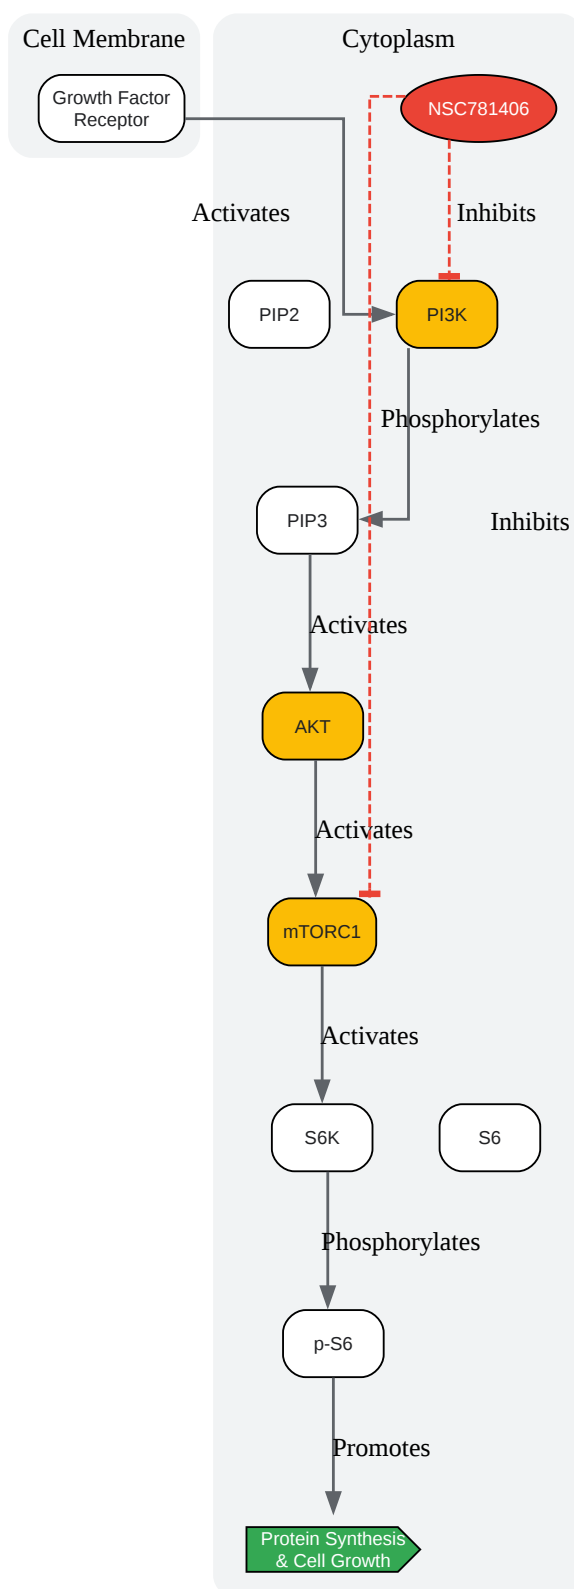 Cell Membrane
Cytoplasm
Growth Factor
Receptor
NSC781406
Activates
Inhibits
PIP2
PI3K
Phosphorylates
PIP3
Inhibits
Activates
AKT
Activates
mTORC1
Activates
S6K
S6
Phosphorylates
p-S6
Promotes
Protein Synthesis
& Cell Growth